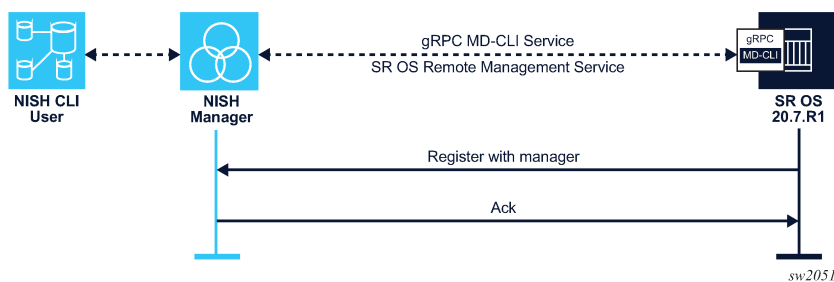 gRPC MD-CLI Service
SR OS Remote Management Service
gRPC
MD-CLI
NISH CLI
User
NISH
Manager
SR OS
20.7.R1
Register with manager
Ack
sw2051